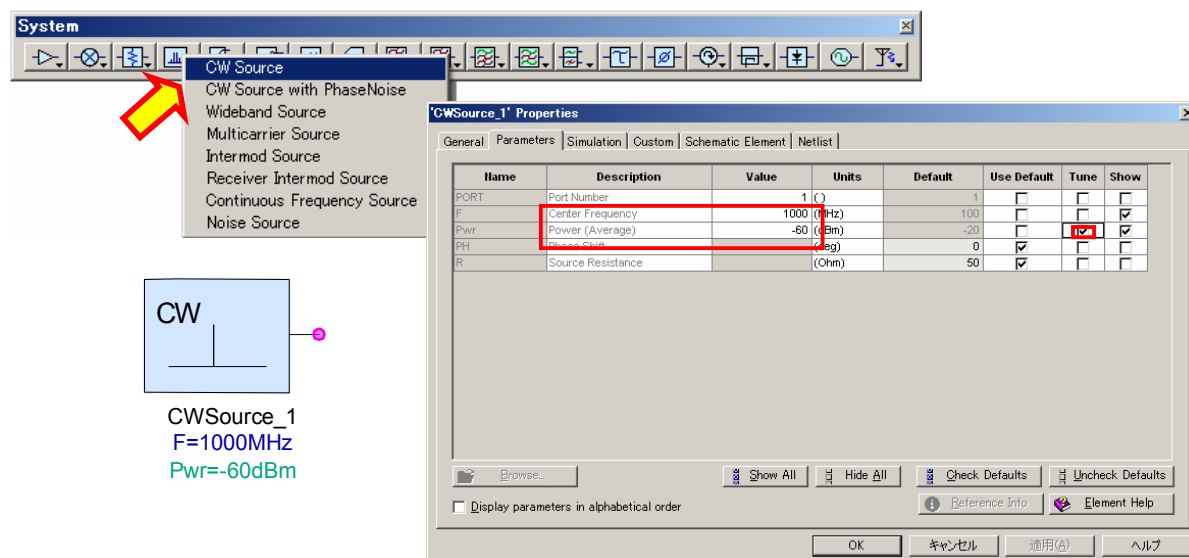 System
CW Source
CW Source with PhaseNoise
Wideband Source
Multicarrier Source
Intermod Source
Receiver Intermod Source
Continuous Frequency Source
Noise Source
'CWSource_1' Properties
General Parameters Simulation Custom Schematic Element Netlist
Name Description Value Units Default Use Default Tune Show
PORT Port Number 1 () 1
F Center Frequency 1000 (MHz) 100
Pwr Power (Average) -60 (dBm) -20
PH Phase Shift (deg) 0
R Source Resistance (Ohm) 50
CW
CWSource_1
F=1000MHz
Pwr=-60dBm
Browse... Show All Hide All Check Defaults Uncheck Defaults
Display parameters in alphabetical order Reference Info Element Help
OK キャンセル 適用(A) ヘルプ